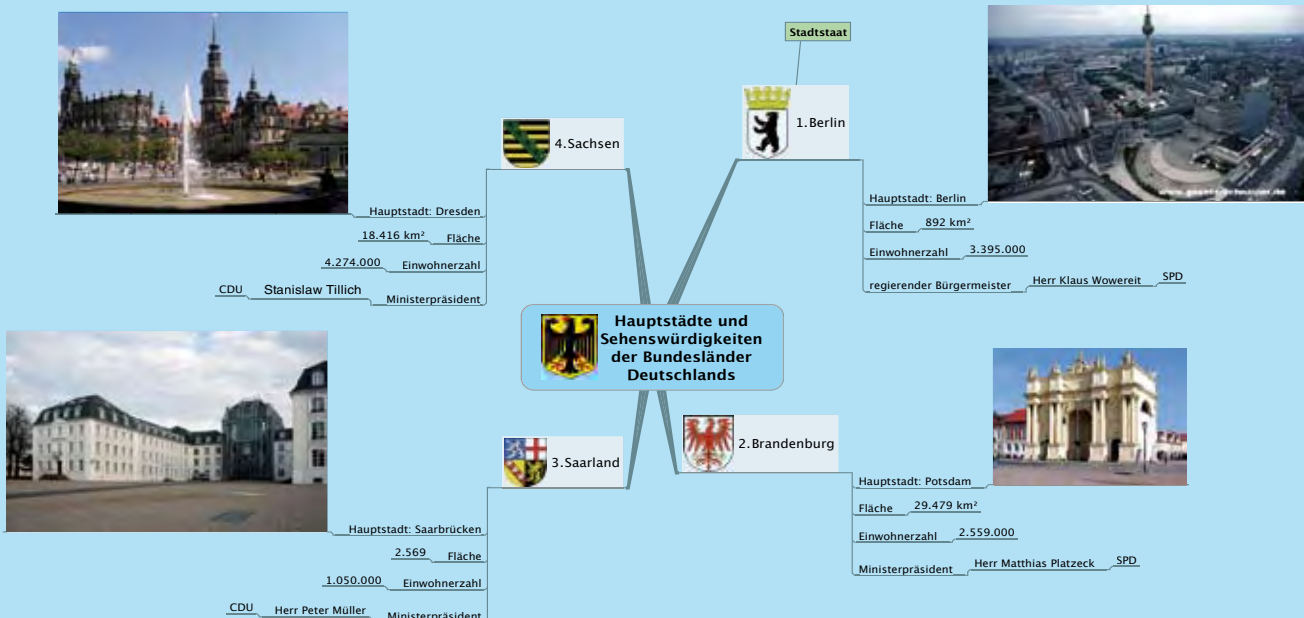 Hauptstädte und
Sehenswürdigkeiten
der Bundesländer
Deutschlands
Stadtstaat
1.Berlin
Hauptstadt: Berlin
Fläche 892 km²
Einwohnerzahl 3.395.000
regierender Bürgermeister Herr Klaus Wowereit SPD
2.Brandenburg
Hauptstadt: Potsdam
Fläche 29.479 km²
Einwohnerzahl 2.559.000
Ministerpräsident Herr Matthias Platzeck SPD
3.Saarland
Hauptstadt: Saarbrücken
2.569 Fläche
1.050.000 Einwohnerzahl
CDU Herr Peter Müller Ministerpräsident
4.Sachsen
Hauptstadt: Dresden
18.416 km² Fläche
4.274.000 Einwohnerzahl
CDU Stanislaw Tillich Ministerpräsident